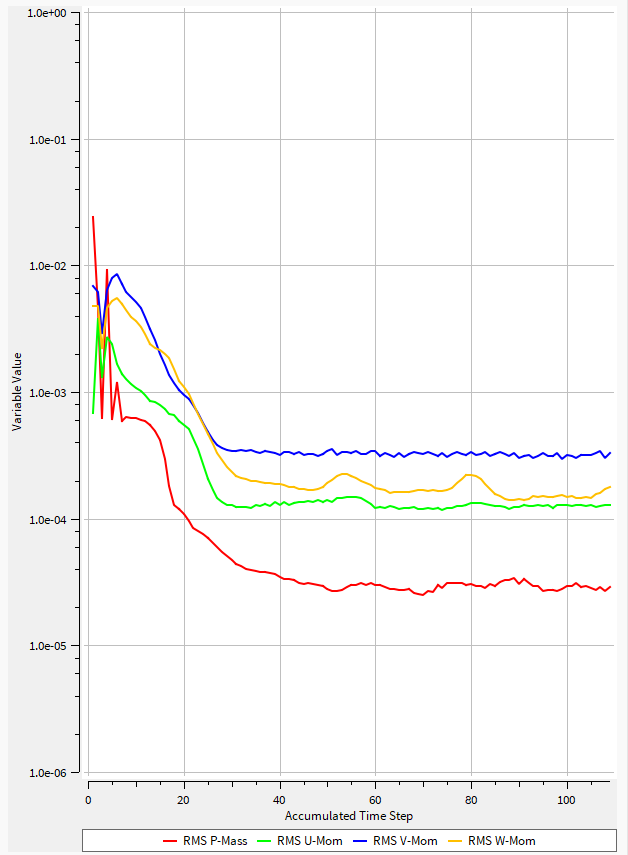 1.0e+00
1.0e-01
1.0e-02
1.0e-03
1.0e-04
1.0e-05
1.0e-06
Variable Value
0 20 40 60 80 100
Accumulated Time Step
RMS P-Mass RMS U-Mom RMS V-Mom RMS W-Mom